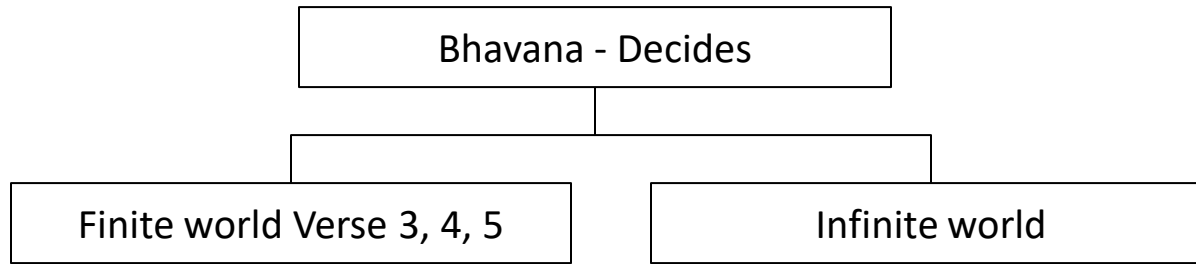 Bhavana - Decides
Finite world Verse 3, 4, 5
Infinite world